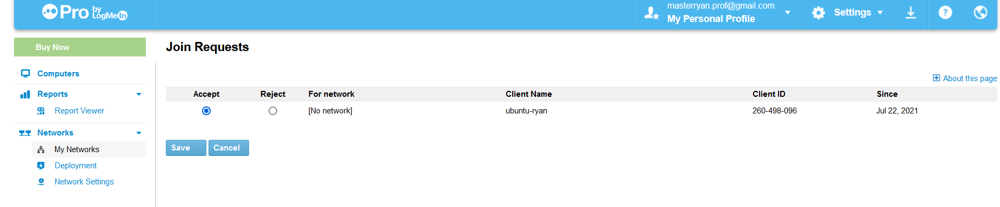 Pro by LogMeIn
masterryan.prof@gmail.com
My Personal Profile
Settings
?
Buy Now
Join Requests
Computers
About this page
Reports
Report Viewer
Networks
My Networks
Deployment
Network Settings
Accept Reject For network Client Name Client ID Since
[No network] ubuntu-ryan 260-498-096 Jul 22, 2021
Save Cancel